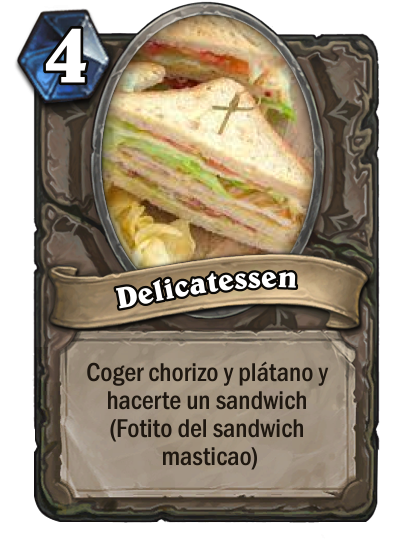 4
Delicatessen
Coger chorizo y plátano y
hacerte un sandwich
(Fotito del sandwich
masticao)